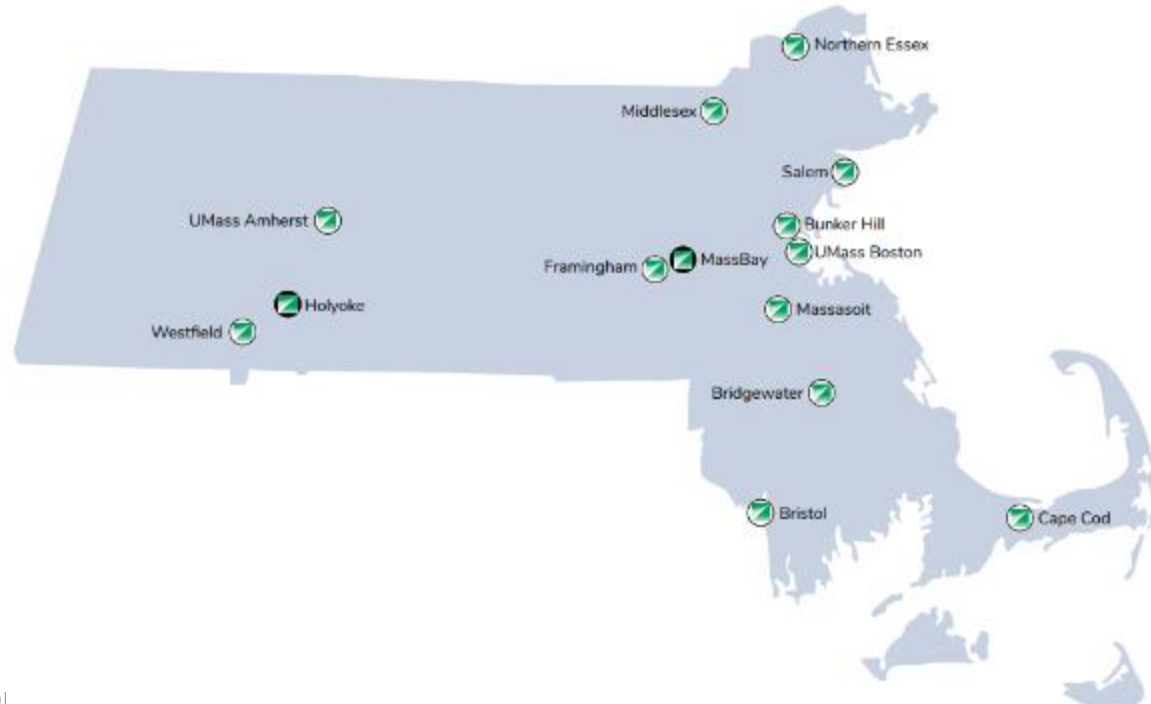 Northern Essex
Middlesex
Salem
UMass Amherst
Bunker Hill
UMass Boston
MassBay
Framingham
Holyoke
Massasoit
Westfield
Bridgewater
Bristol
Cape Cod